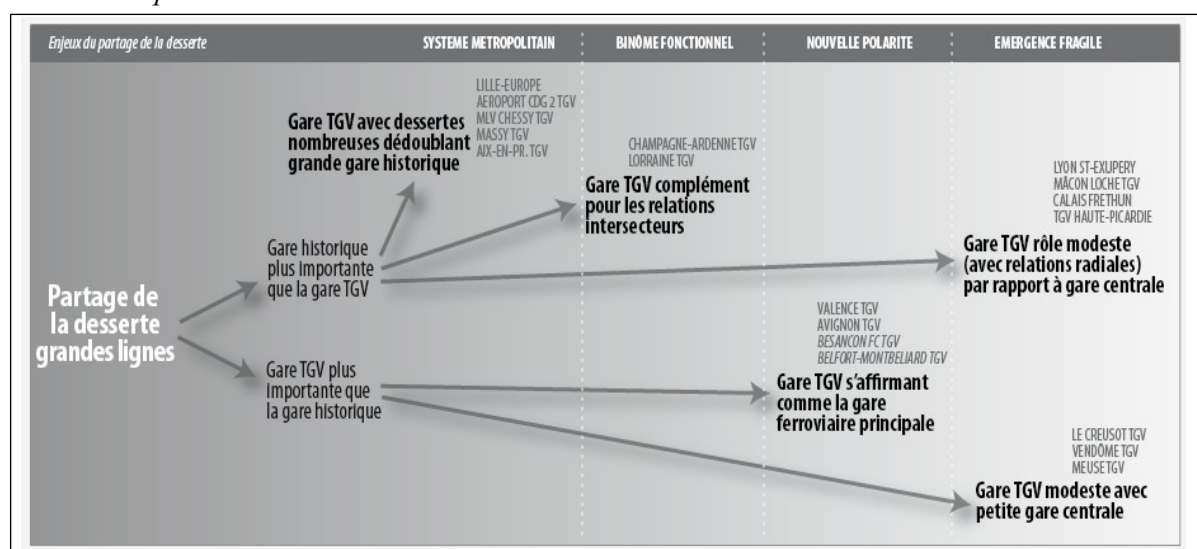 Enjeux du partage de la desserte
SYSTEME METROPOLITAIN
BINÔME FONCTIONNEL
NOUVELLE POLARITE
EMERGENCE FRAGILE
LILLE-EUROPE
AEROPORT CDG 2 TGV
MLV CHESSY TGV
MASSY TGV
AIX-EN-PR. TGV
Gare TGV avec dessertes
nombreuses dédoublant
grande gare historique
CHAMPAGNE-ARDENNE TGV
LORRAINE TGV
Gare TGV complément
pour les relations
intersecteurs
LYON ST-EXUPERY
MÂCON LOCHE TGV
CALAIS FRETHUN
TGV HAUTE-PICARDIE
Gare TGV rôle modeste
(avec relations radiales)
par rapport à gare centrale
Gare historique
plus importante
que la gare TGV
Partage de
la desserte
grandes lignes
Gare TGV plus
importante que
la gare historique
VALENCE TGV
AVIGNON TGV
BESANCON FC TGV
BELFORT-MONTBELIARD TGV
Gare TGV s'affirmant
comme la gare
ferroviaire principale
LE CREUSOT TGV
VENDÔME TGV
MEUSE TGV
Gare TGV modeste avec
petite gare centrale